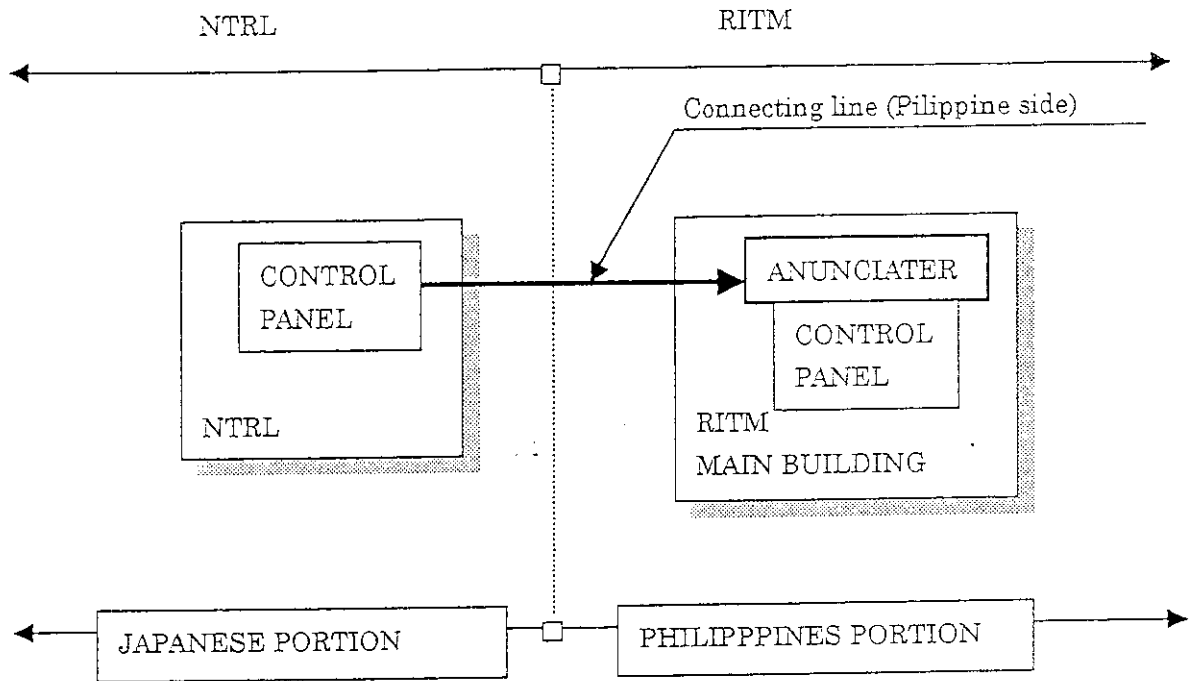 NTRL
RITM
Connecting line (Pilippine side)
CONTROL
PANEL
NTRL
ANUNCIATER
CONTROL
PANEL
RITM
MAIN BUILDING
JAPANESE PORTION
PHILIPPPINES PORTION